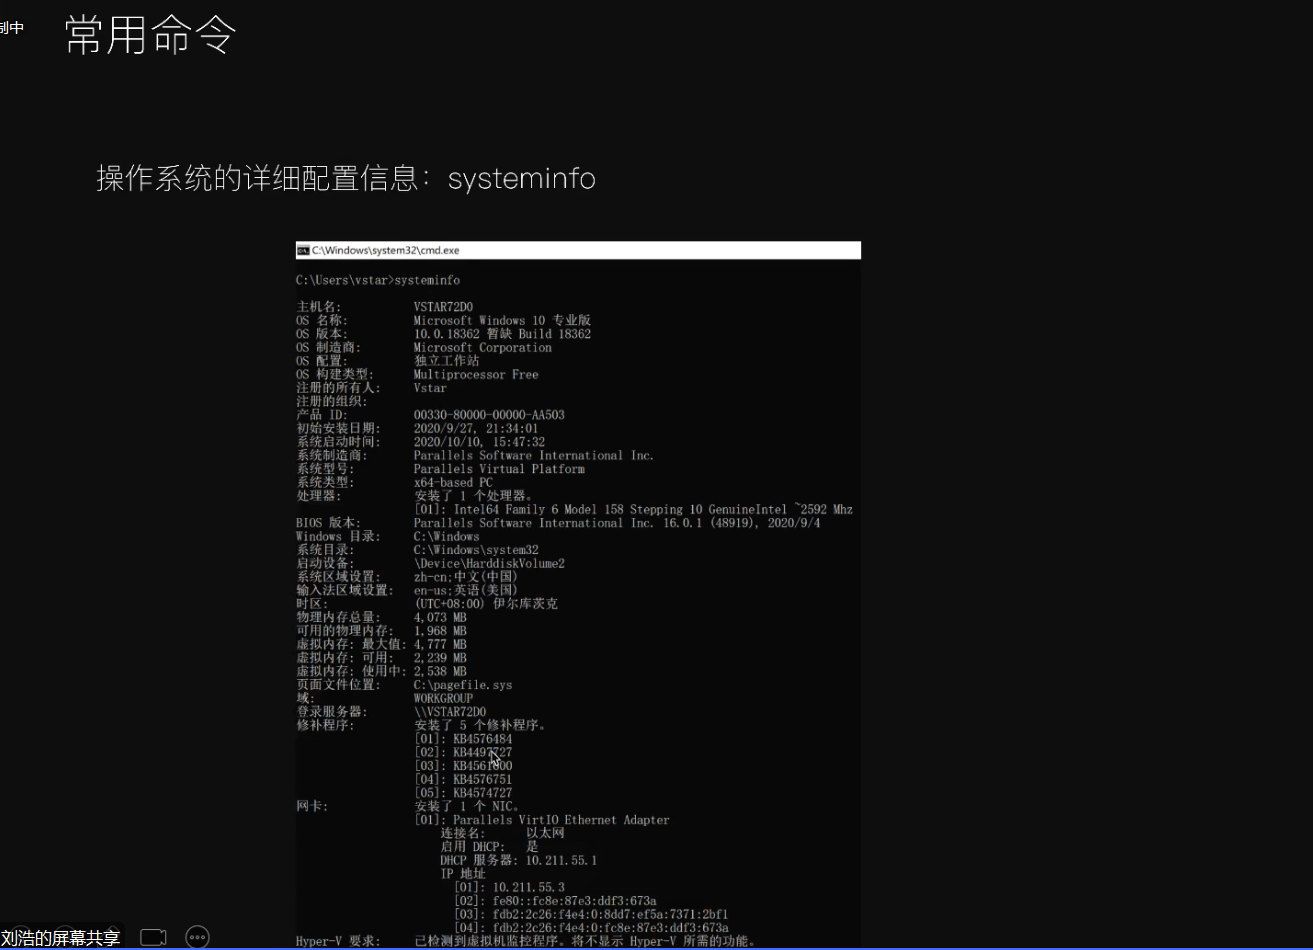 制中
常用命令
操作系统的详细配置信息：systeminfo
C:\Windows\system32\cmd.exe
C:\Users\vstar>systeminfo
主机名: VSTAR72D0
OS 名称: Microsoft Windows 10 专业版
OS 版本: 10.0.18362 暂缺 Build 18362
OS 制造商: Microsoft Corporation
OS 配置: 独立工作站
OS 构建类型: Multiprocessor Free
注册的所有人: Vstar
注册的组织:
产品 ID: 00330-80000-00000-AA503
初始安装日期: 2020/9/27, 21:34:01
系统启动时间: 2020/10/10, 15:47:32
系统制造商: Parallels Software International Inc.
系统型号: Parallels Virtual Platform
系统类型: x64-based PC
处理器: 安装了 1 个处理器。
[01]: Intel64 Family 6 Model 158 Stepping 10 GenuineIntel ~2592 Mhz
BIOS 版本: Parallels Software International Inc. 16.0.1 (48919), 2020/9/4
Windows 目录: C:\Windows
系统目录: C:\Windows\system32
启动设备: \Device\HarddiskVolume2
系统区域设置: zh-cn;中文(中国)
输入法区域设置: en-us;英语(美国)
时区: (UTC+08:00) 伊尔库茨克
物理内存总量: 4,073 MB
可用的物理内存: 1,968 MB
虚拟内存: 最大值: 4,777 MB
虚拟内存: 可用: 2,239 MB
虚拟内存: 使用中: 2,538 MB
页面文件位置: C:\pagefile.sys
域: WORKGROUP
登录服务器: \\VSTAR72D0
修补程序: 安装了 5 个修补程序。
[01]: KB4576484
[02]: KB4497727
[03]: KB4561600
[04]: KB4576751
[05]: KB4574727
网卡: 安装了 1 个 NIC。
[01]: Parallels VirtIO Ethernet Adapter
连接名: 以太网
启用 DHCP: 是
DHCP 服务器: 10.211.55.1
IP 地址
[01]: 10.211.55.3
[02]: fe80::fc8e:87e3:ddf3:673a
[03]: fdb2:2c26:f4e4:0:8dd7:ef5a:7371:2bf1
[04]: fdb2:2c26:f4e4:0:fc8e:87e3:ddf3:673a
Hyper-V 要求: 已检测到虚拟机监控程序。将不显示 Hyper-V 所需的功能。
刘浩的屏幕共享